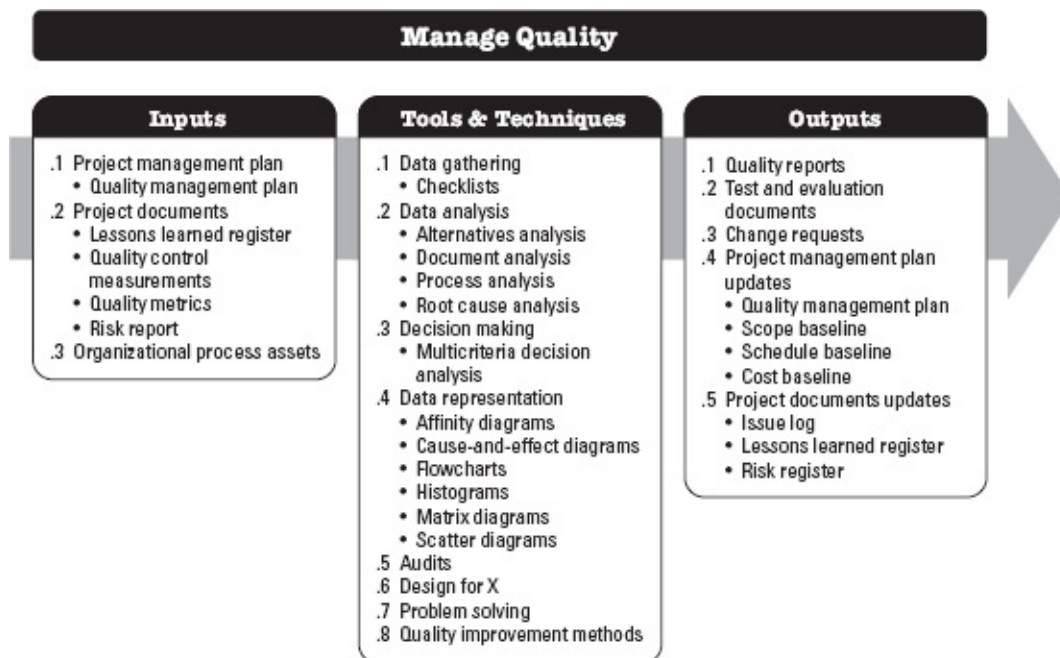 Manage Quality
Inputs
.1 Project management plan
• Quality management plan
.2 Project documents
• Lessons learned register
• Quality control
measurements
• Quality metrics
• Risk report
.3 Organizational process assets
Tools & Techniques
.1 Data gathering
• Checklists
.2 Data analysis
• Alternatives analysis
• Document analysis
• Process analysis
• Root cause analysis
.3 Decision making
• Multicriteria decision
analysis
.4 Data representation
• Affinity diagrams
• Cause-and-effect diagrams
• Flowcharts
• Histograms
• Matrix diagrams
• Scatter diagrams
.5 Audits
.6 Design for X
.7 Problem solving
.8 Quality improvement methods
Outputs
.1 Quality reports
.2 Test and evaluation
documents
.3 Change requests
.4 Project management plan
updates
• Quality management plan
• Scope baseline
• Schedule baseline
• Cost baseline
.5 Project documents updates
• Issue log
• Lessons learned register
• Risk register